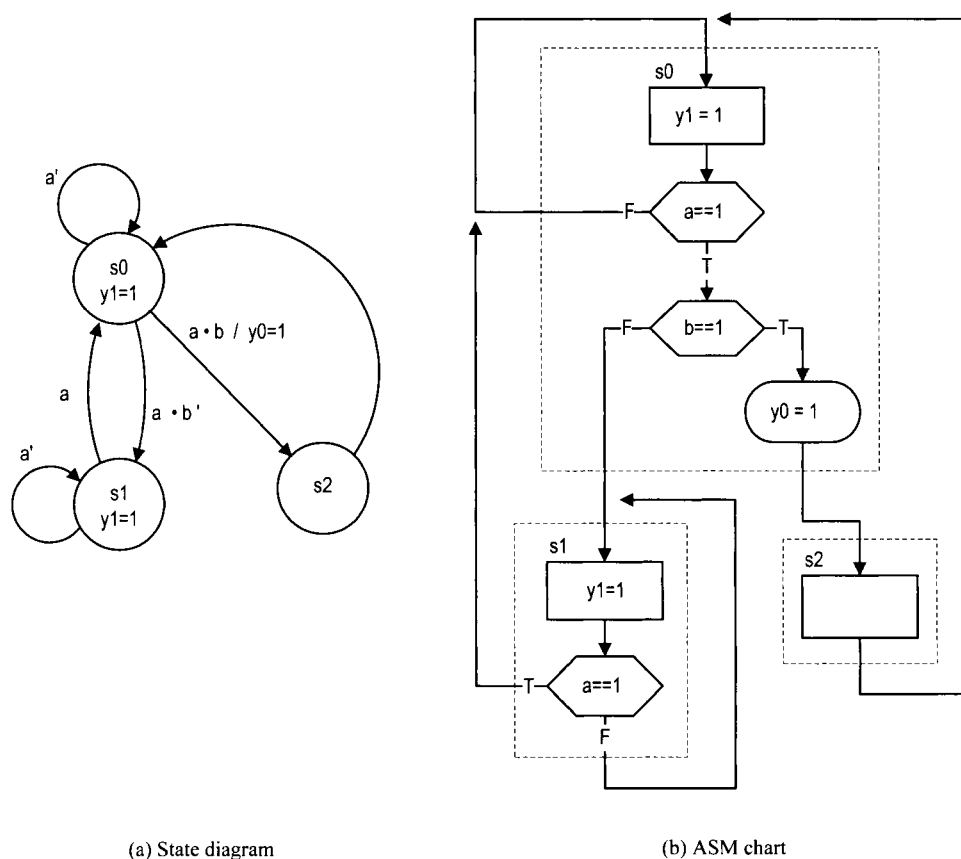 a'
s0
y1=1
a • b / y0=1
a
a • b '
a'
s1
y1=1
s2
(a) State diagram
s0
y1 = 1
F
a==1
T
F
b==1
T
y0 = 1
s1
y1=1
T
a==1
F
s2
(b) ASM chart